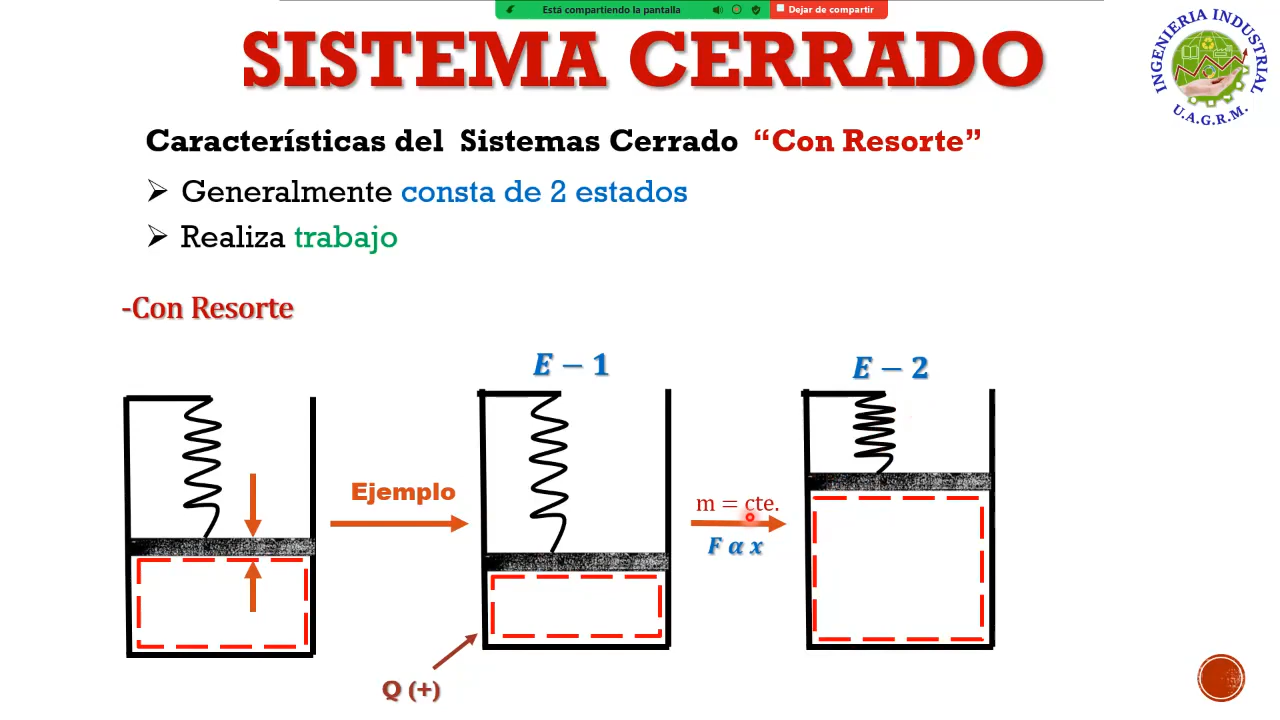 Está compartiendo la pantalla
Dejar de compartir
SISTEMA CERRADO
INGENIERIA INDUSTRIAL
U.A.G.R.M.
Características del Sistemas Cerrado “Con Resorte”
Generalmente consta de 2 estados
Realiza trabajo
-Con Resorte
E – 1
E – 2
Ejemplo
m = cte.
F α x
Q (+)